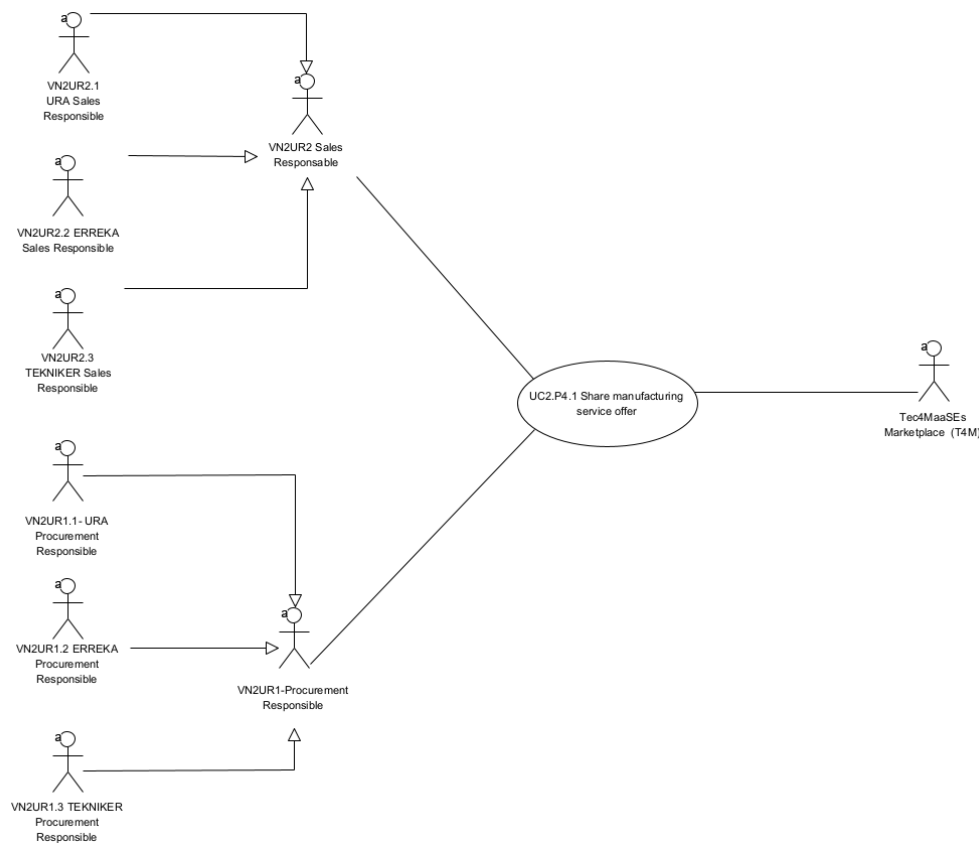 a
VN2UR2.1
URA Sales
Responsible
a
VN2UR2 Sales
Responsable
a
VN2UR2.2 ERREKA
Sales Responsible
a
VN2UR2.3
TEKNIKER Sales
Responsible
UC2.P4.1 Share manufacturing
service offer
a
Tec4MaaSEs
Marketplace (T4M)
a
VN2UR1.1- URA
Procurement
Responsible
a
VN2UR1.2 ERREKA
Procurement
Responsible
a
VN2UR1-Procurement
Responsible
a
VN2UR1.3 TEKNIKER
Procurement
Responsible